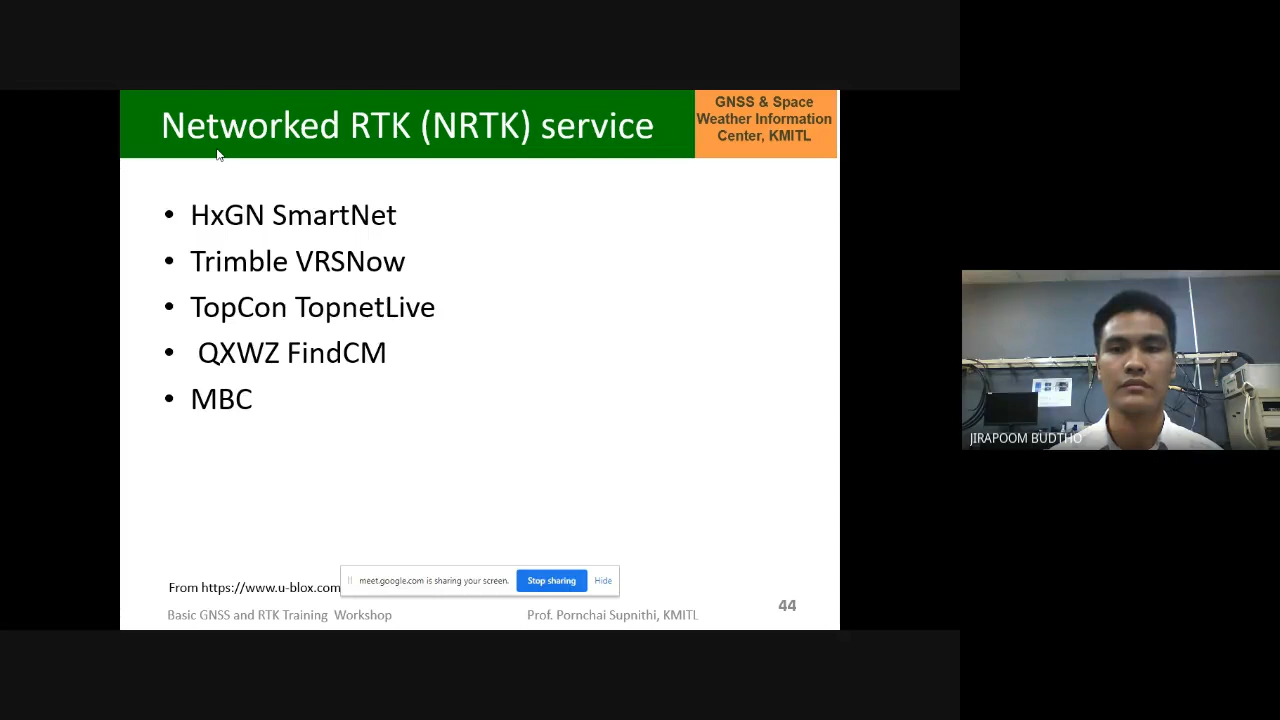 Networked RTK (NRTK) service
GNSS & Space
Weather Information
Center, KMITL
• HxGN SmartNet
• Trimble VRSNow
• TopCon TopnetLive
• QXWZ FindCM
• MBC
From https://www.u-blox.com
meet.google.com is sharing your screen.
Stop sharing
Hide
Basic GNSS and RTK Training Workshop
Prof. Pornchai Supnithi, KMITL
44
JIRAPOOM BUDTHO